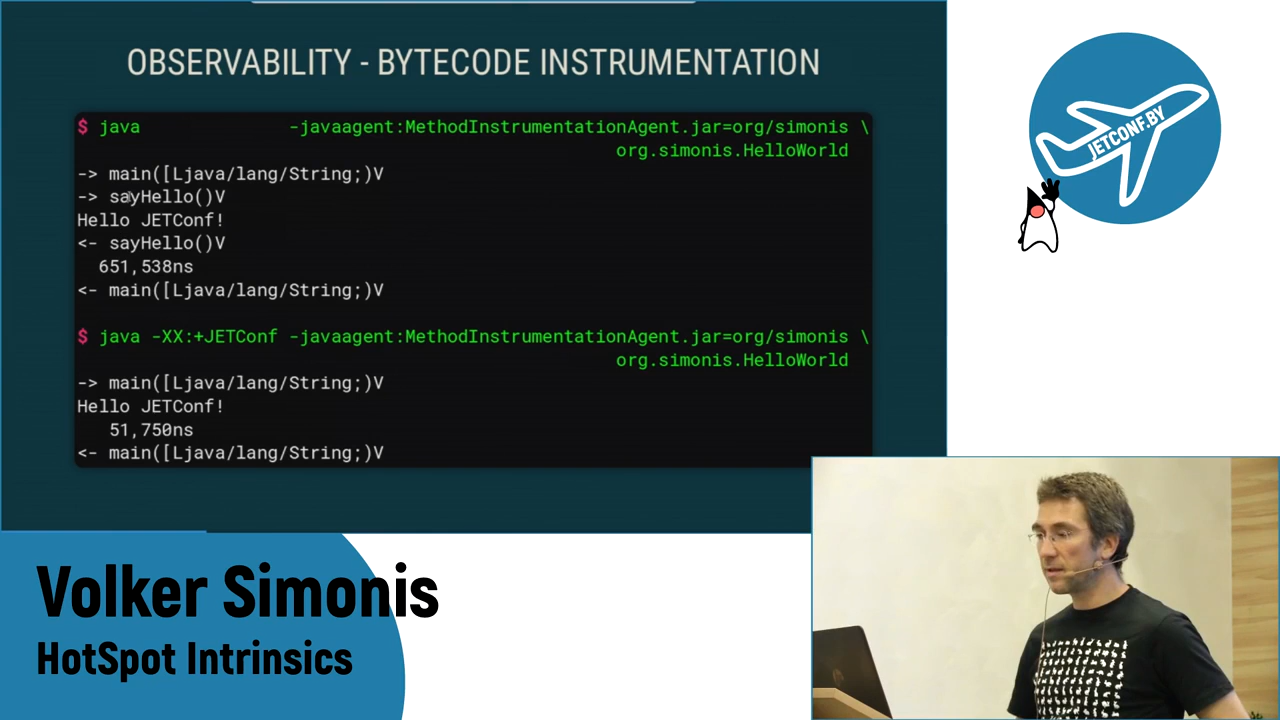 OBSERVABILITY - BYTECODE INSTRUMENTATION
$ java -javaagent:MethodInstrumentationAgent.jar=org/simonis \
org.simonis.HelloWorld
-> main([Ljava/lang/String;)V
-> sayHello()V
Hello JETConf!
<- sayHello()V
651,538ns
<- main([Ljava/lang/String;)V
$ java -XX:+JETConf -javaagent:MethodInstrumentationAgent.jar=org/simonis \
org.simonis.HelloWorld
-> main([Ljava/lang/String;)V
Hello JETConf!
51,750ns
<- main([Ljava/lang/String;)V
JETCONF.BY
Volker Simonis
HotSpot Intrinsics